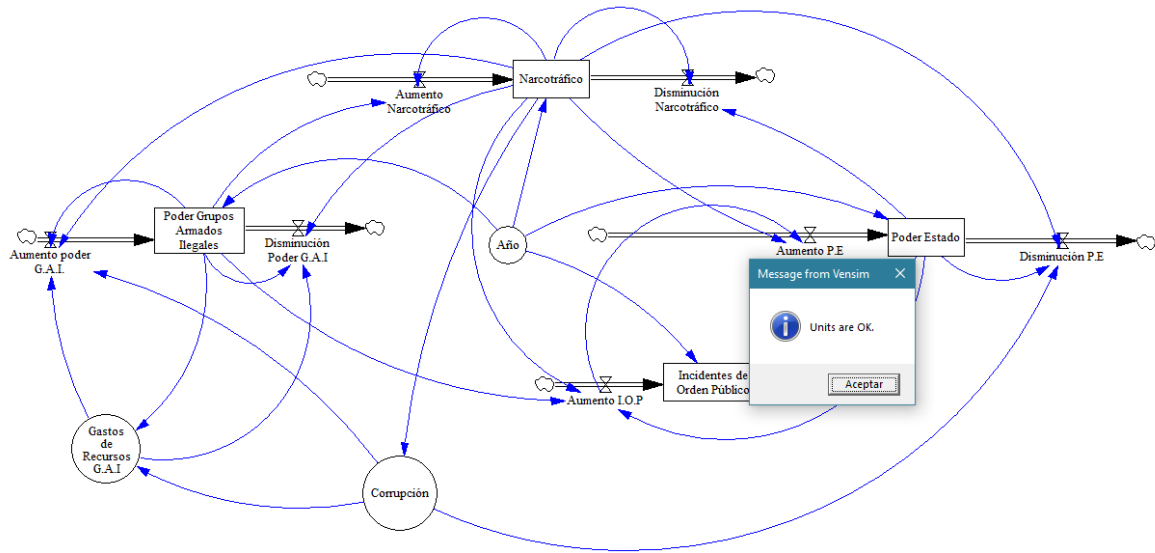 Narcotráfico
Aumento
Narcotráfico
Disminución
Narcotráfico
Poder Grupos
Armados
Ilegales
Aumento poder
G.A.I.
Disminución
Poder G.A.I
Año
Aumento P.E
Poder Estado
Disminución P.E
Message from Vensim
Units are OK.
Aceptar
Incidentes de
Orden Público
Aumento I.O.P
Gastos
de
Recursos
G.A.I
Corrupción